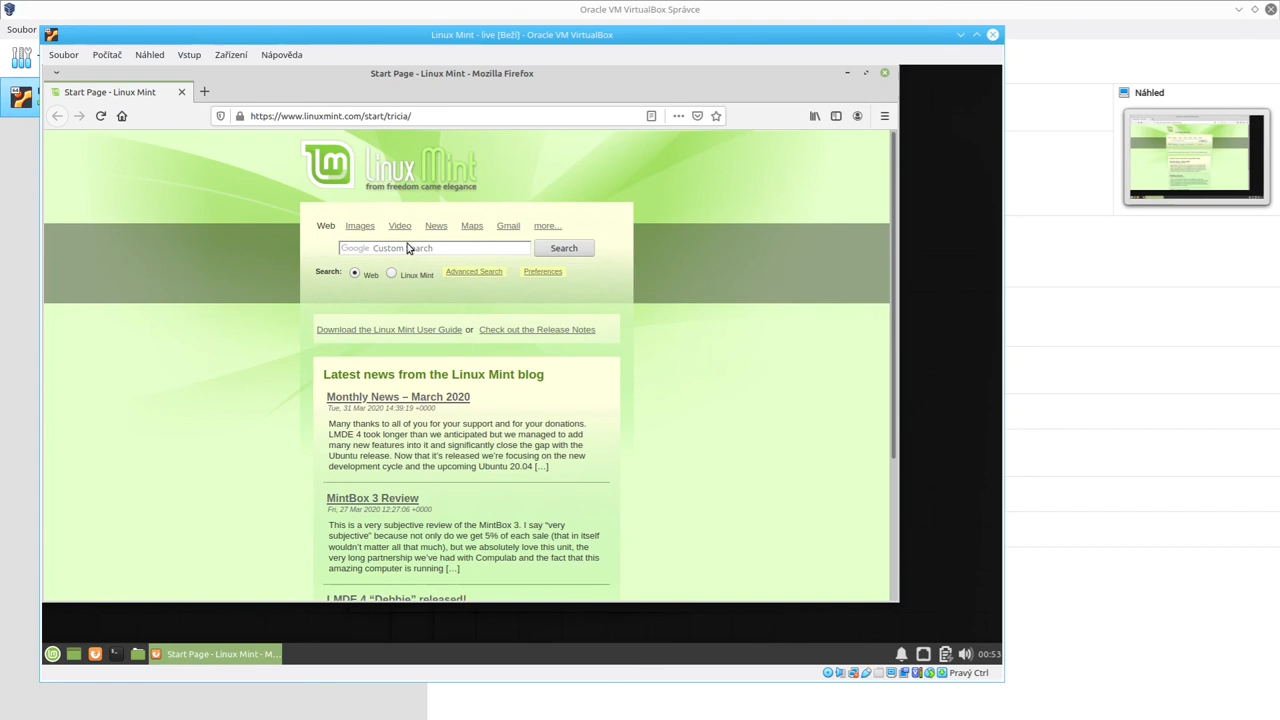 Oracle VM VirtualBox Správce
Soubor
Linux Mint - live [Beží] - Oracle VM VirtualBox
Soubor Počítač Náhled Vstup Zařízení Nápověda
Start Page - Linux Mint - Mozilla Firefox
Start Page - Linux Mint
https://www.linuxmint.com/start/tricia/
Náhled
Linux Mint
from freedom came elegance
Web Images Video News Maps Gmail more...
Google Custom Search Search
Search: Web Linux Mint Advanced Search Preferences
Download the Linux Mint User Guide or Check out the Release Notes
Latest news from the Linux Mint blog
Monthly News – March 2020
Tue, 31 Mar 2020 14:39:19 +0000
Many thanks to all of you for your support and for your donations.
LMDE 4 took longer than we anticipated but we managed to add
many new features into it and significantly close the gap with the
Ubuntu release. Now that it's released we're focusing on the new
development cycle and the upcoming Ubuntu 20.04 […]
MintBox 3 Review
Fri, 27 Mar 2020 12:27:06 +0000
This is a very subjective review of the MintBox 3. I say “very
subjective” because not only do we get 5% of each sale (that in itself
wouldn't matter all that much), but we absolutely love this unit, the
very long partnership we've had with Compulab and the fact that this
amazing computer is running […]
LMDE 4 “Debbie” released!
Start Page - Linux Mint - M...
00:53
Pravý Ctrl